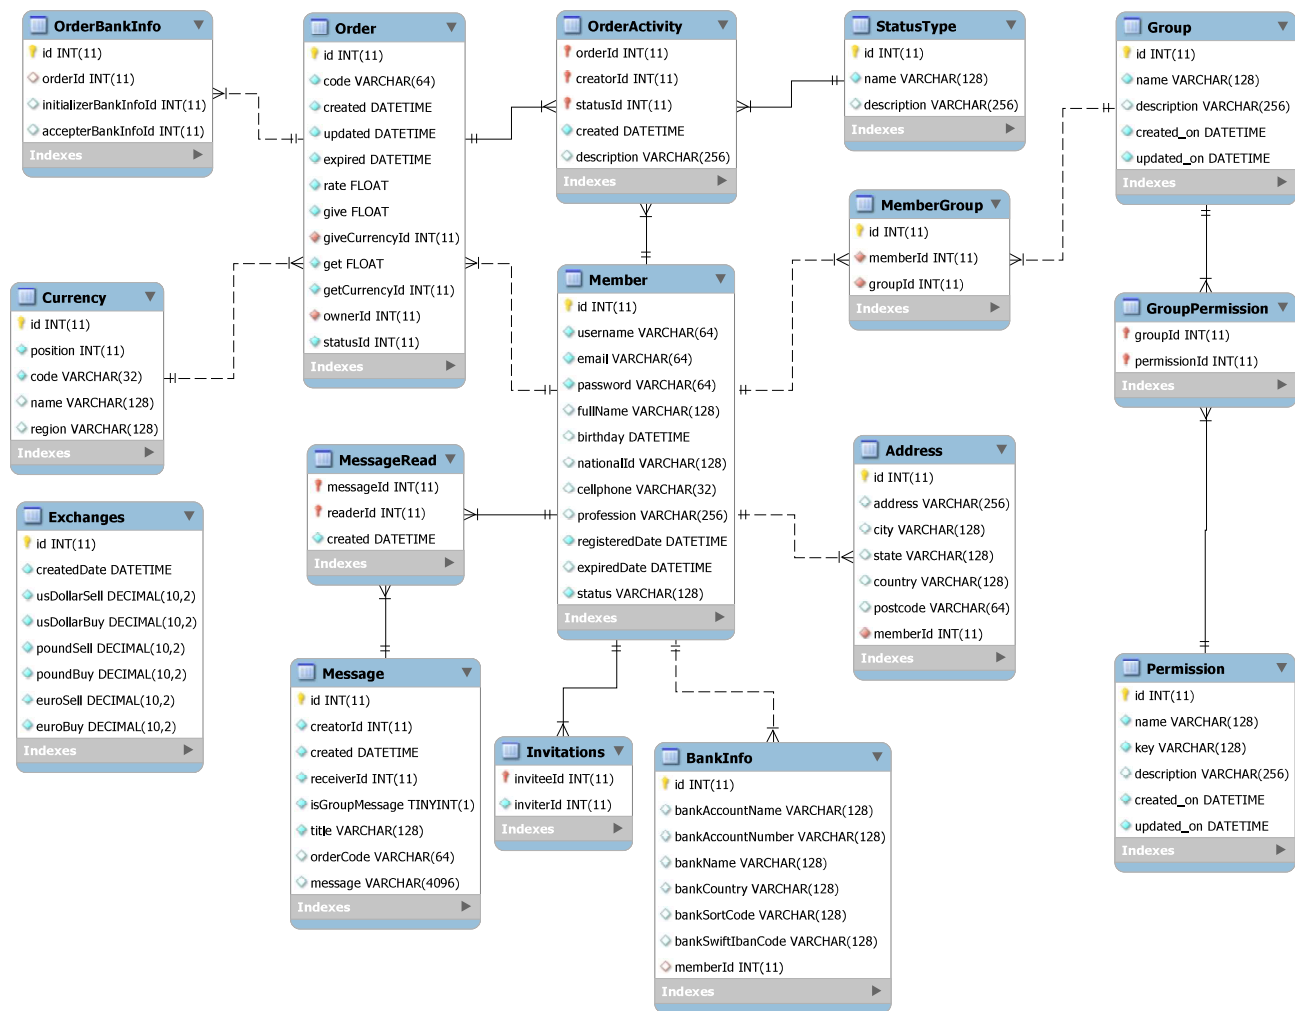 OrderBankInfo
id INT(11)
orderId INT(11)
initializerBankInfoId INT(11)
accepterBankInfoId INT(11)
Indexes
Order
id INT(11)
code VARCHAR(64)
created DATETIME
updated DATETIME
expired DATETIME
rate FLOAT
give FLOAT
giveCurrencyId INT(11)
get FLOAT
getCurrencyId INT(11)
ownerId INT(11)
statusId INT(11)
Indexes
OrderActivity
orderId INT(11)
creatorId INT(11)
statusId INT(11)
created DATETIME
description VARCHAR(256)
Indexes
StatusType
id INT(11)
name VARCHAR(128)
description VARCHAR(256)
Indexes
Group
id INT(11)
name VARCHAR(128)
description VARCHAR(256)
created_on DATETIME
updated_on DATETIME
Indexes
MemberGroup
id INT(11)
memberId INT(11)
groupId INT(11)
Indexes
Currency
id INT(11)
position INT(11)
code VARCHAR(32)
name VARCHAR(128)
region VARCHAR(128)
Indexes
Member
id INT(11)
username VARCHAR(64)
email VARCHAR(64)
password VARCHAR(64)
fullName VARCHAR(128)
birthday DATETIME
nationalId VARCHAR(128)
cellphone VARCHAR(32)
profession VARCHAR(256)
registeredDate DATETIME
expiredDate DATETIME
status VARCHAR(128)
Indexes
GroupPermission
groupId INT(11)
permissionId INT(11)
Indexes
MessageRead
messageId INT(11)
readerId INT(11)
created DATETIME
Indexes
Address
id INT(11)
address VARCHAR(256)
city VARCHAR(128)
state VARCHAR(128)
country VARCHAR(128)
postcode VARCHAR(64)
memberId INT(11)
Indexes
Exchanges
id INT(11)
createdDate DATETIME
usDollarSell DECIMAL(10,2)
usDollarBuy DECIMAL(10,2)
poundSell DECIMAL(10,2)
poundBuy DECIMAL(10,2)
euroSell DECIMAL(10,2)
euroBuy DECIMAL(10,2)
Indexes
Message
id INT(11)
creatorId INT(11)
created DATETIME
receiverId INT(11)
isGroupMessage TINYINT(1)
title VARCHAR(128)
orderCode VARCHAR(64)
message VARCHAR(4096)
Indexes
Invitations
inviteeId INT(11)
inviterId INT(11)
Indexes
BankInfo
id INT(11)
bankAccountName VARCHAR(128)
bankAccountNumber VARCHAR(128)
bankName VARCHAR(128)
bankCountry VARCHAR(128)
bankSortCode VARCHAR(128)
bankSwiftIbanCode VARCHAR(128)
memberId INT(11)
Indexes
Permission
id INT(11)
name VARCHAR(128)
key VARCHAR(128)
description VARCHAR(256)
created_on DATETIME
updated_on DATETIME
Indexes